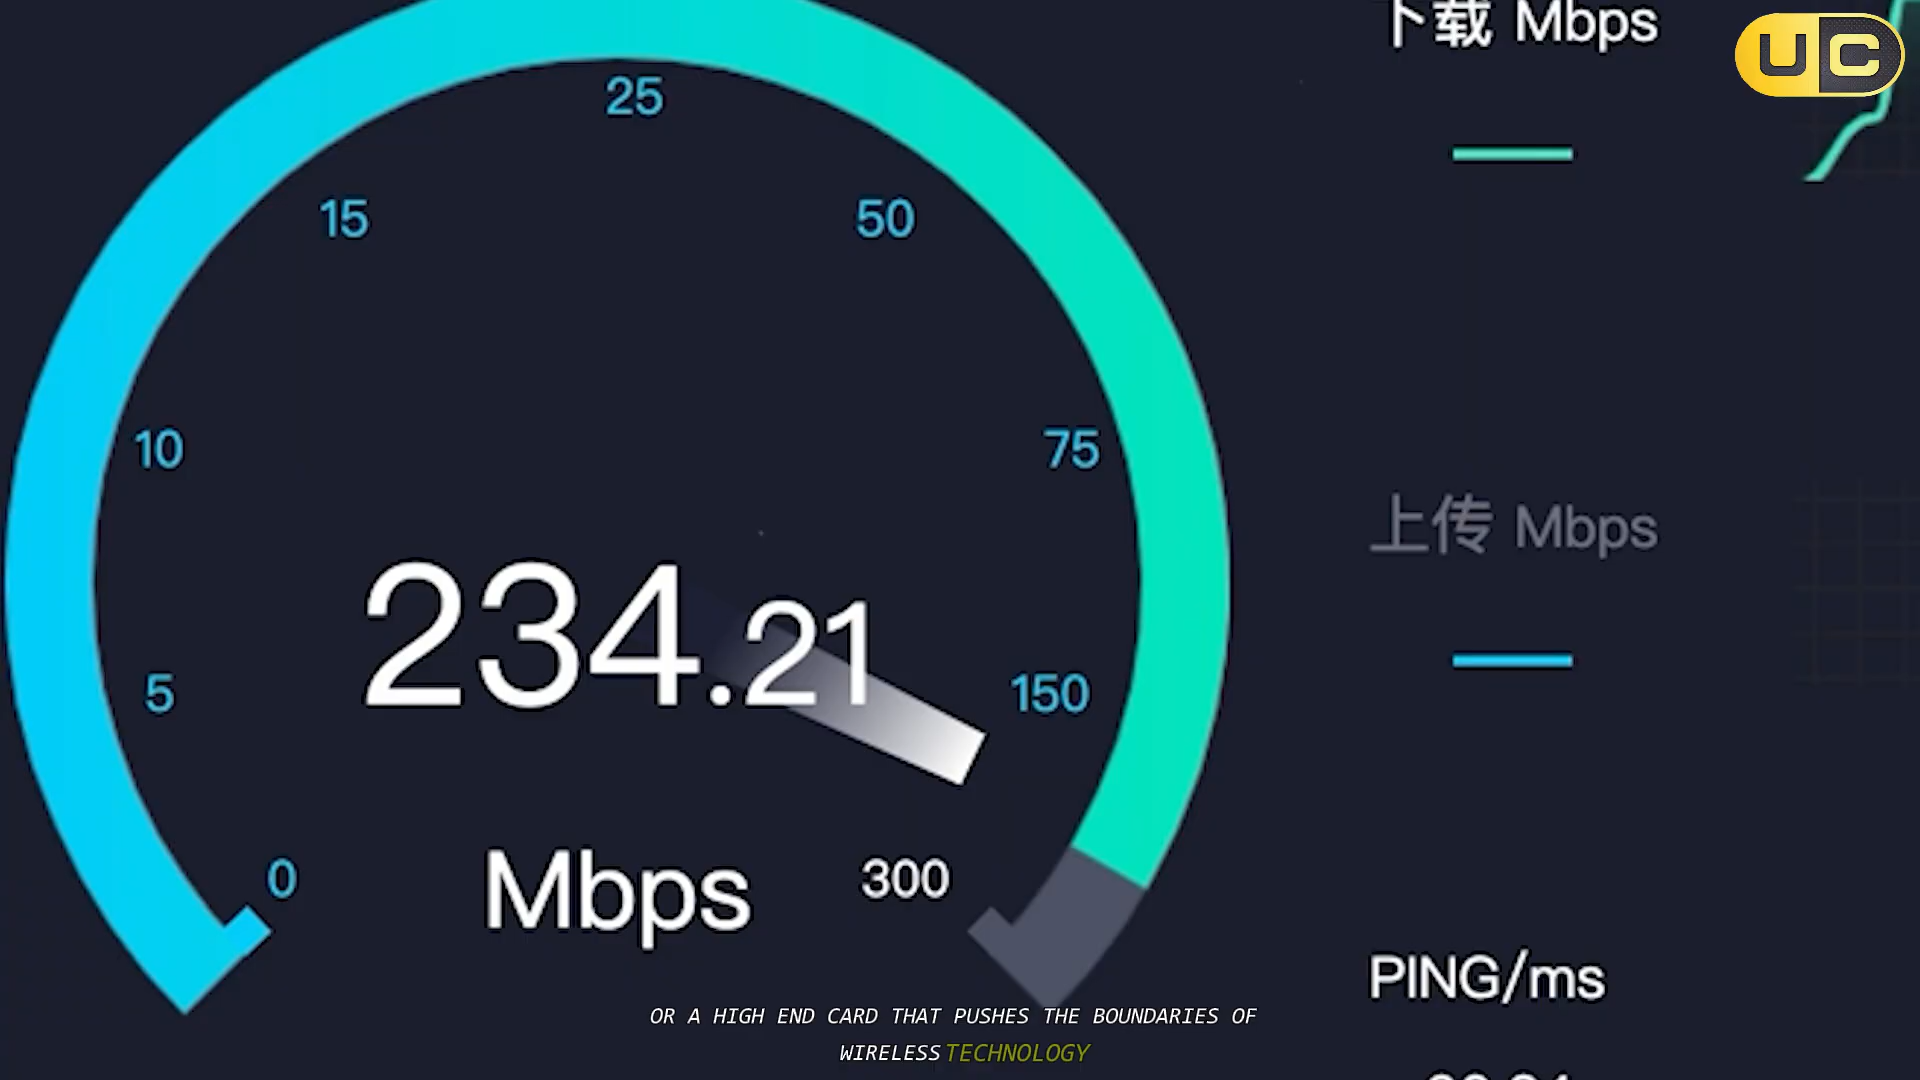 下载 Mbps
UC
25
15
50
10
75
234.21
5
150
上传 Mbps
0
Mbps
300
PING/ms
OR A HIGH END CARD THAT PUSHES THE BOUNDARIES OF
WIRELESS TECHNOLOGY